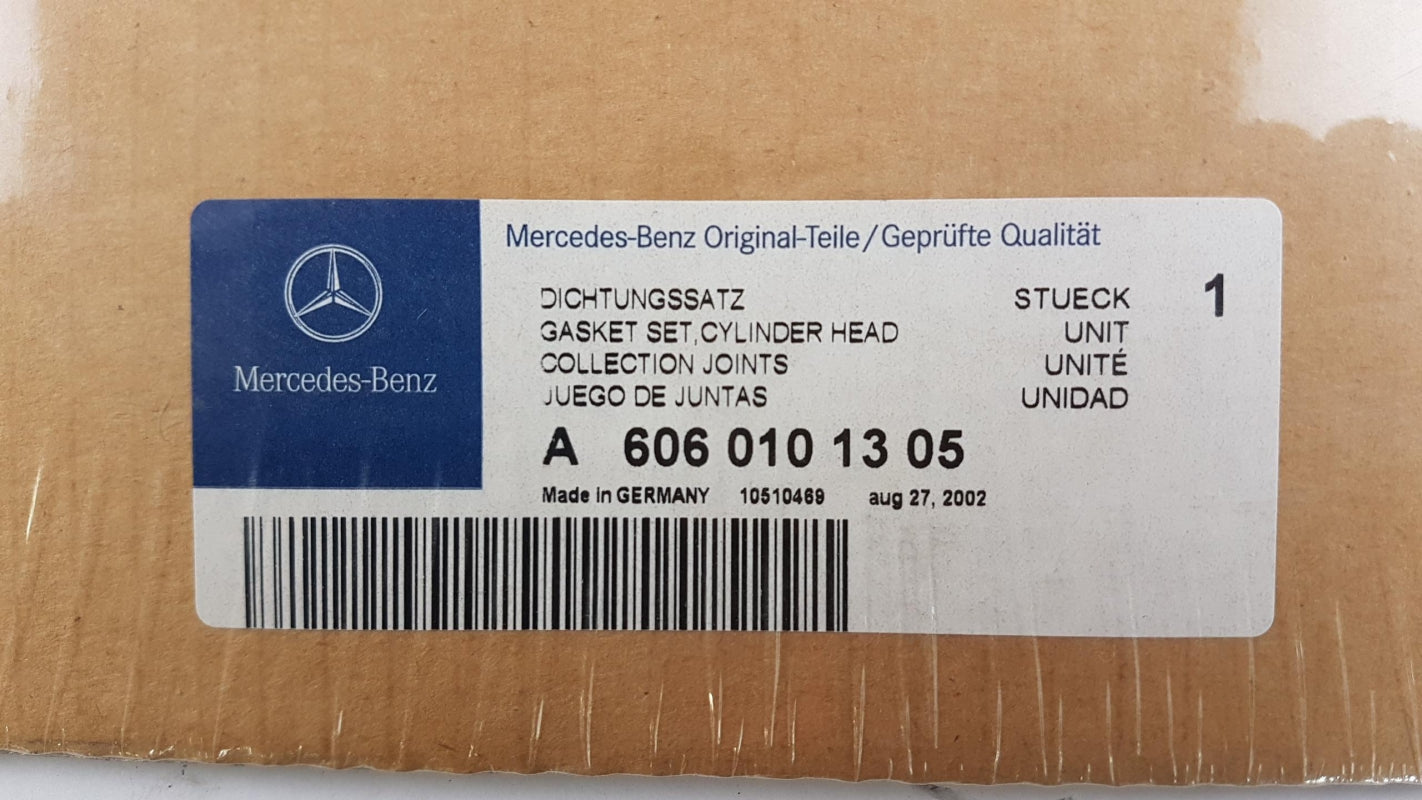 Mercedes-Benz
Mercedes-Benz Original-Teile/Geprüfte Qualität
DICHTUNGSSATZ STUECK 1
GASKET SET,CYLINDER HEAD UNIT
COLLECTION JOINTS UNITÉ
JUEGO DE JUNTAS UNIDAD
A 606 010 13 05
Made in GERMANY 10510469 aug 27, 2002